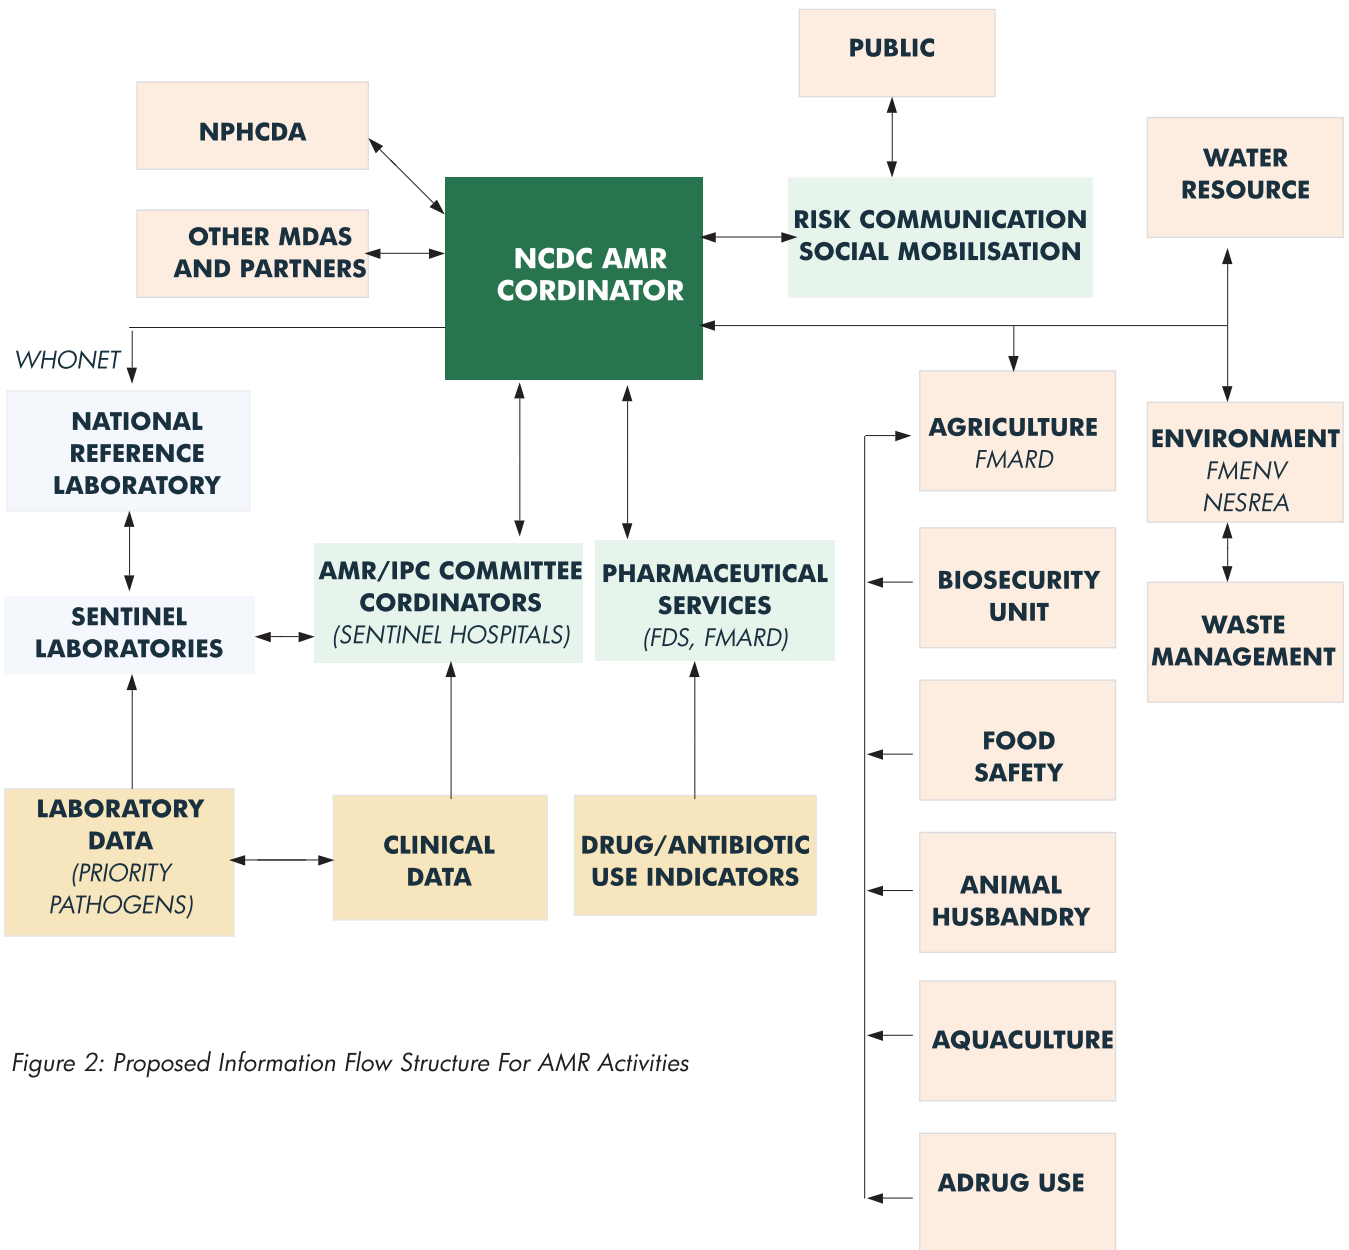 PUBLIC
NPHCDA
WATER
RESOURCE
OTHER MDAS
AND PARTNERS
NCDC AMR
CORDINATOR
RISK COMMUNICATION
SOCIAL MOBILISATION
WHONET
NATIONAL
REFERENCE
LABORATORY
AGRICULTURE
FMARD
ENVIRONMENT
FMENV
NESREA
SENTINEL
LABORATORIES
AMR/IPC COMMITTEE
CORDINATORS
(SENTINEL HOSPITALS)
PHARMACEUTICAL
SERVICES
(FDS, FMARD)
BIOSECURITY
UNIT
WASTE
MANAGEMENT
FOOD
SAFETY
LABORATORY
DATA
(PRIORITY
PATHOGENS)
CLINICAL
DATA
DRUG/ANTIBIOTIC
USE INDICATORS
ANIMAL
HUSBANDRY
AQUACULTURE
ADRUG USE
Figure 2: Proposed Information Flow Structure For AMR Activities